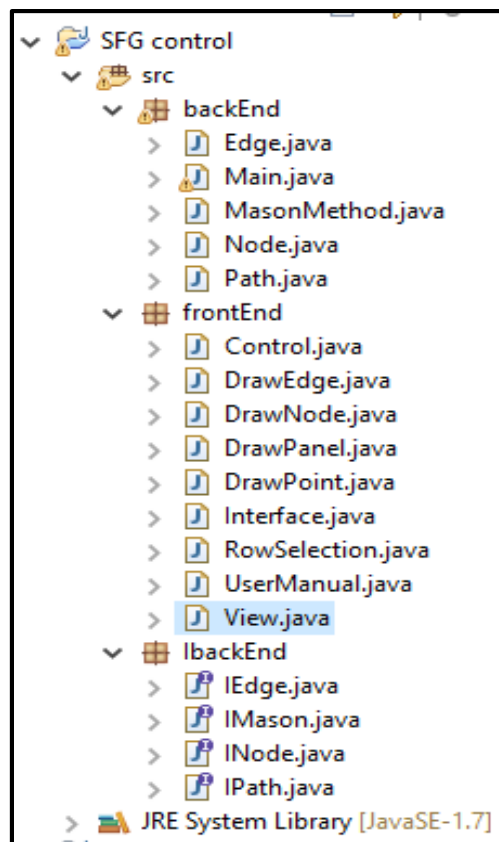 SFG control
src
backEnd
Edge.java
Main.java
MasonMethod.java
Node.java
Path.java
frontEnd
Control.java
DrawEdge.java
DrawNode.java
DrawPanel.java
DrawPoint.java
Interface.java
RowSelection.java
UserManual.java
View.java
IbackEnd
IEdge.java
IMason.java
INode.java
IPath.java
JRE System Library [JavaSE-1.7]